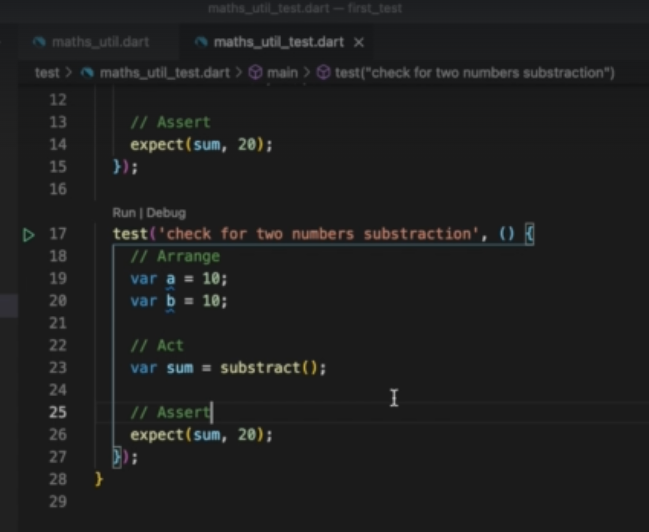 maths_util_test.dart — first_test
maths_util.dart maths_util_test.dart
test > maths_util_test.dart > main > test("check for two numbers substraction")
12
13 // Assert
14 expect(sum, 20);
15 });
16
Run | Debug
17 test('check for two numbers substraction', () {
18 // Arrange
19 var a = 10;
20 var b = 10;
21
22 // Act
23 var sum = substract();
24
25 // Assert
26 expect(sum, 20);
27 });
28 }
29